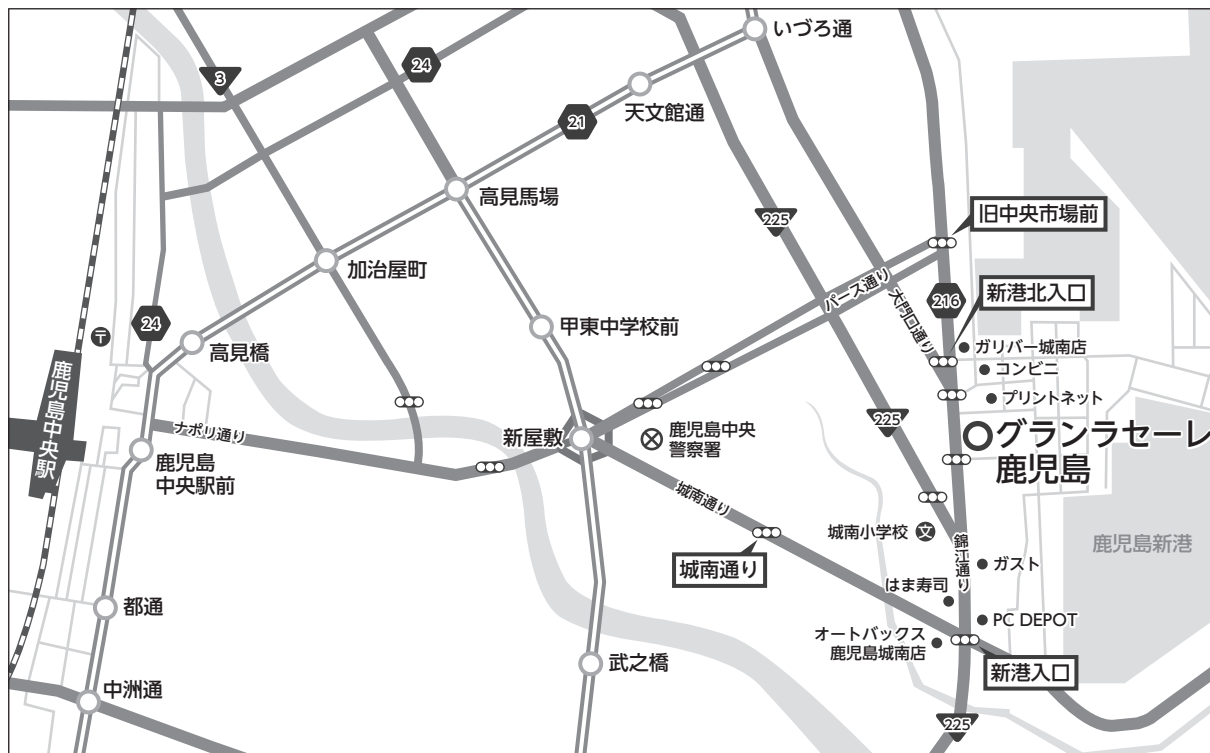 いづろ通
3
24
天文館通
21
高見馬場
225
旧中央市場前
加治屋町
パース通り
216
新港北入口
大門口通り
24
〒
高見橋
甲東中学校前
ガリバー城南店
コンビニ
プリントネット
鹿児島中央駅
ナポリ通り
新屋敷
鹿児島中央
警察署
225
グランラセーレ
鹿児島
鹿児島
中央駅前
城南通り
城南小学校
文
錦江通り
鹿児島新港
城南通り
ガスト
はま寿司
都通
PC DEPOT
オートバックス
鹿児島城南店
武之橋
新港入口
中洲通
225